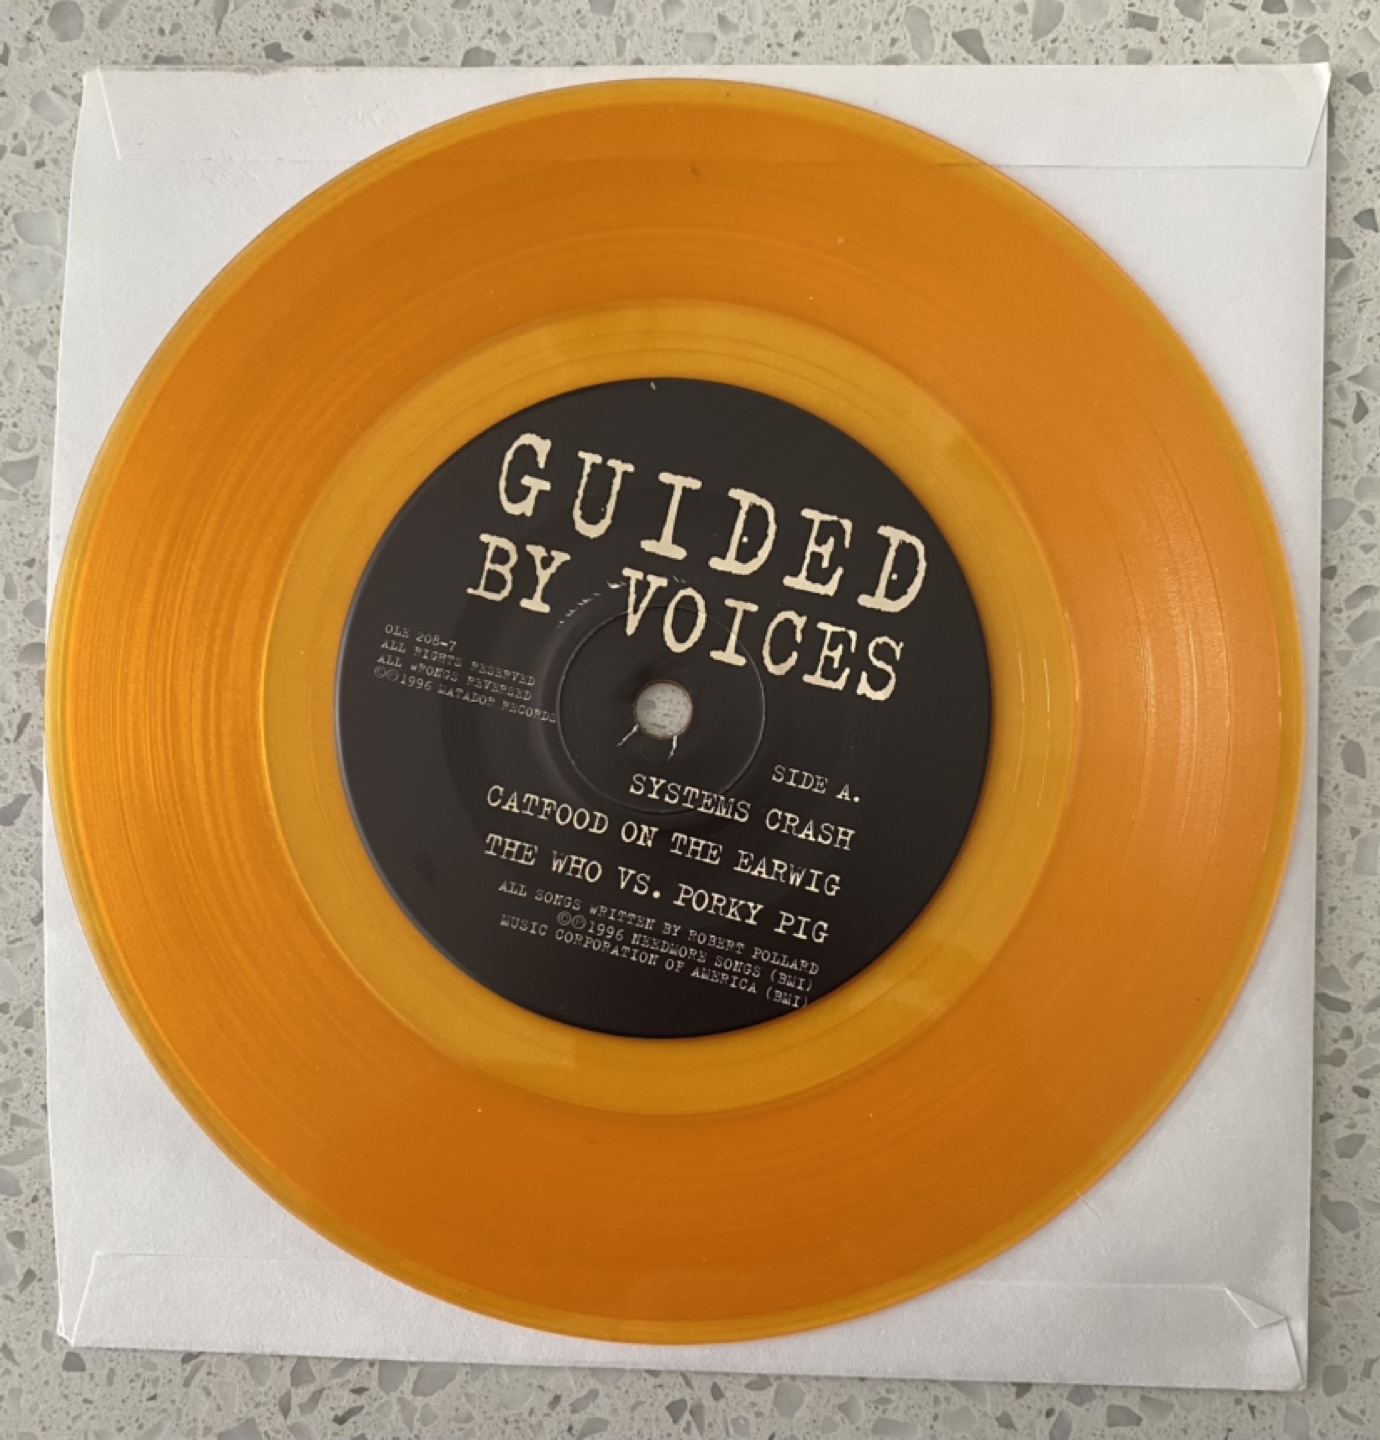 GUIDED
BY VOICES
OLE 208-7
ALL RIGHTS RESERVED
ALL WRONGS REVERSED
©℗1996 MATADOR RECORDS
SIDE A.
SYSTEMS CRASH
CATFOOD ON THE EARWIG
THE WHO VS. PORKY PIG
ALL SONGS WRITTEN BY ROBERT POLLARD
©℗1996 NEEDMORE SONGS (BMI)
MUSIC CORPORATION OF AMERICA (BMI)